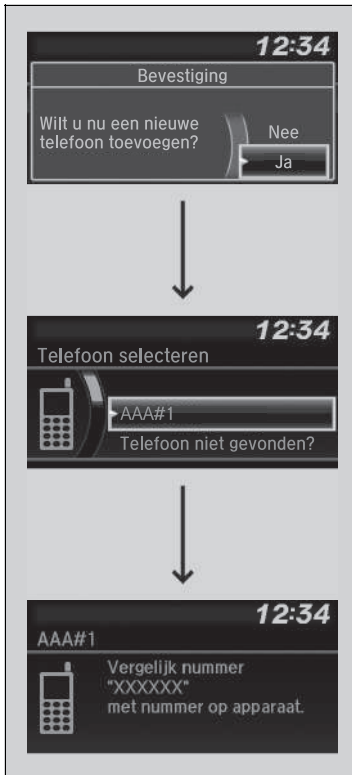 12:34
Bevestiging
Wilt u nu een nieuwe
telefoon toevoegen?
Nee
Ja
12:34
Telefoon selecteren
AAA#1
Telefoon niet gevonden?
12:34
AAA#1
Vergelijk nummer
"XXXXXX"
met nummer op apparaat.